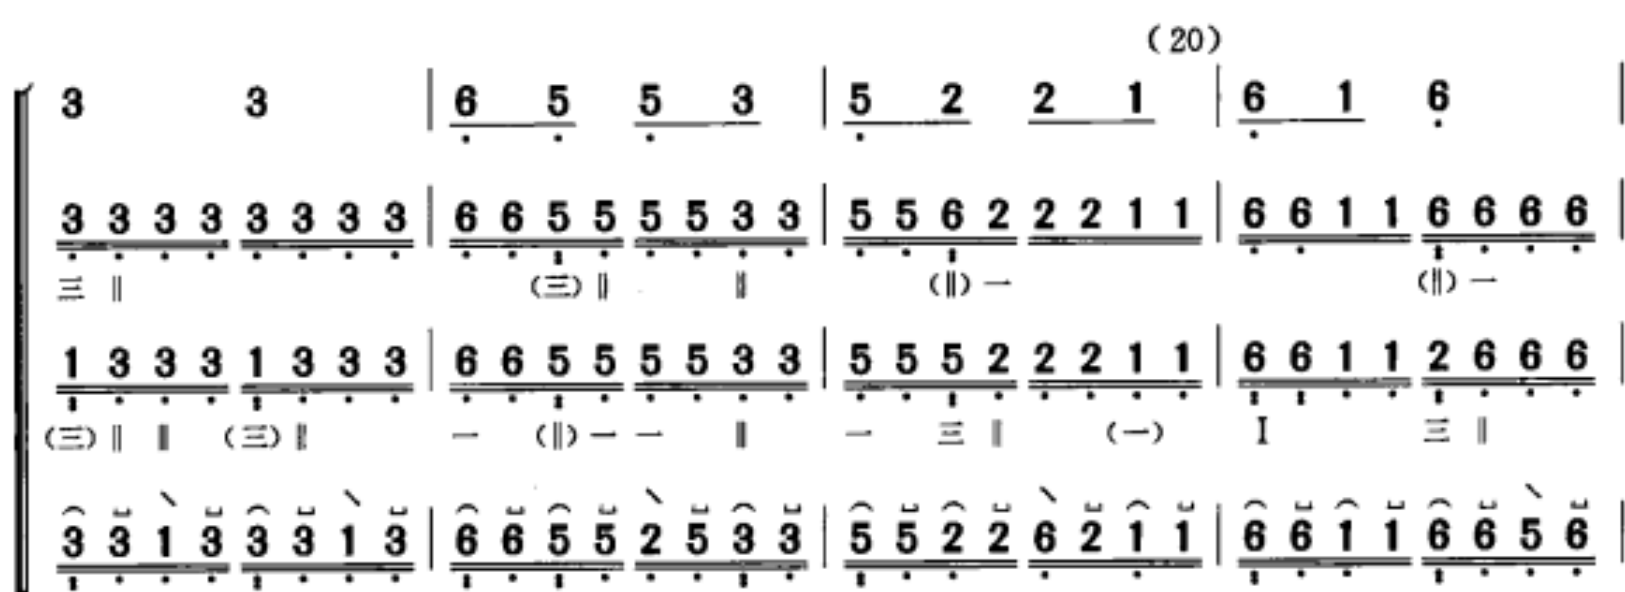 (20)
3 3 | 6 5 5 3 | 5 2 2 1 | 6 1 6 |
3 3 3 3 3 3 3 3 | 6 6 5 5 5 5 3 3 | 5 5 6 2 2 2 1 1 | 6 6 1 1 6 6 6 6 |
三 ‖ (三) ‖ ‖ (‖) 一 (‖) 一
1 3 3 3 1 3 3 3 | 6 6 5 5 5 5 3 3 | 5 5 5 2 2 2 1 1 | 6 6 1 1 2 6 6 6 |
(三) ‖ ‖ (三) ‖ 一 (‖) 一 一 ‖ 一 三 ‖ (一) I 三 ‖
3 3 1 3 3 3 1 3 | 6 6 5 5 2 5 3 3 | 5 5 2 2 6 2 1 1 | 6 6 1 1 6 6 5 6 |